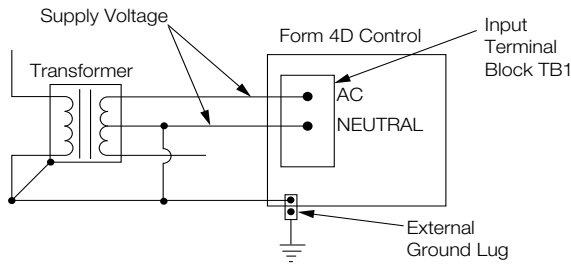 Supply Voltage
Form 4D Control
Input
Terminal
Block TB1
Transformer
AC
NEUTRAL
External
Ground Lug